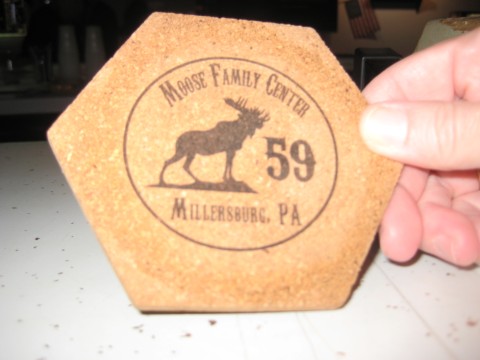 Moose Family Center
59
Millersburg, PA